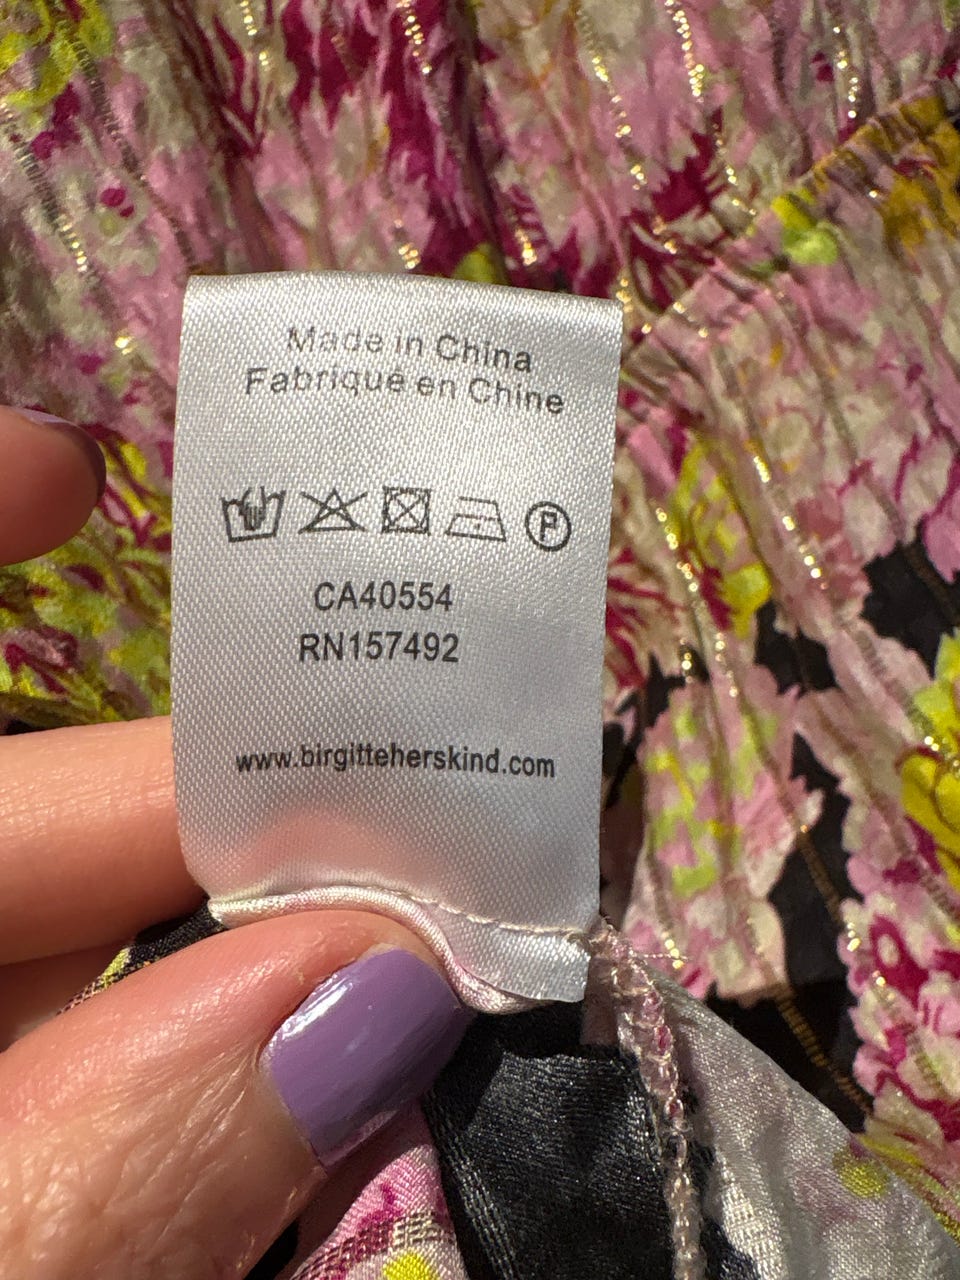 Made in China
Fabriqué en Chine
P
CA40554
RN157492
www.birgitteherskind.com